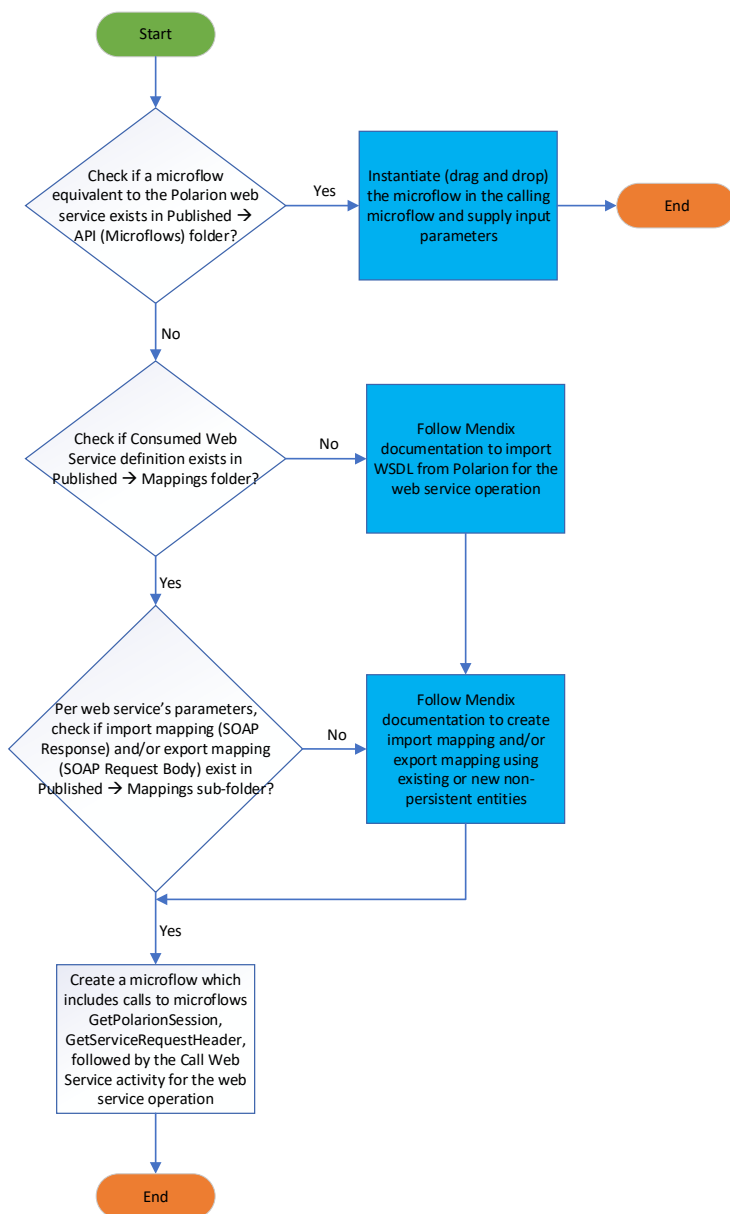 Start
Check if a microflow
equivalent to the Polarion web
service exists in Published →
API (Microflows) folder?
Yes
Instantiate (drag and drop)
the microflow in the calling
microflow and supply input
parameters
End
No
Check if Consumed Web
Service definition exists in
Published → Mappings folder?
No
Follow Mendix
documentation to import
WSDL from Polarion for the
web service operation
Yes
Per web service’s parameters,
check if import mapping (SOAP
Response) and/or export mapping
(SOAP Request Body) exist in
Published → Mappings sub-folder?
No
Follow Mendix
documentation to create
import mapping and/or
export mapping using
existing or new non-
persistent entities
Yes
Create a microflow which
includes calls to microflows
GetPolarionSession,
GetServiceRequestHeader,
followed by the Call Web
Service activity for the web
service operation
End